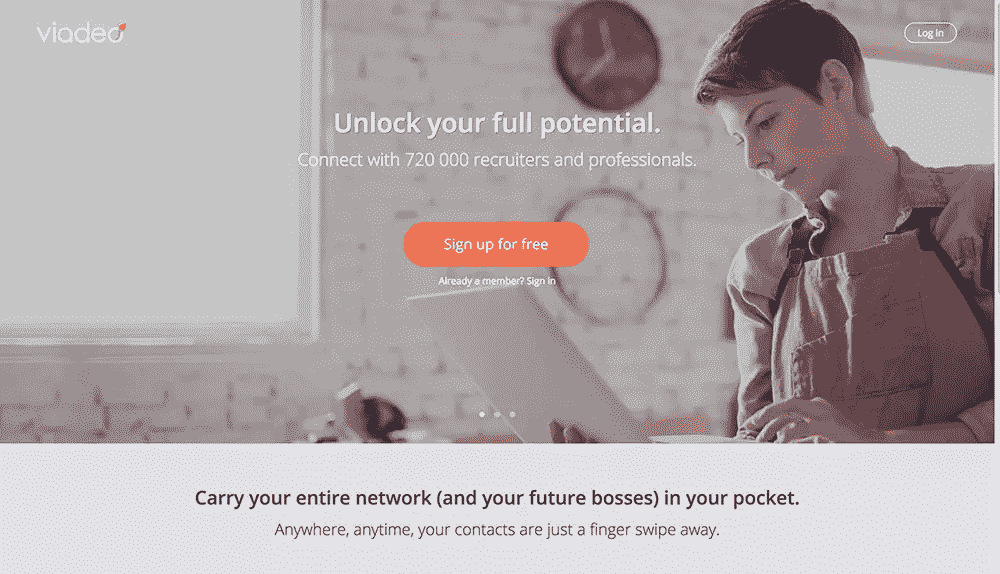 viadeo
Log in
Unlock your full potential.
Connect with 720 000 recruiters and professionals.
Sign up for free
Already a member? Sign in
Carry your entire network (and your future bosses) in your pocket.
Anywhere, anytime, your contacts are just a finger swipe away.